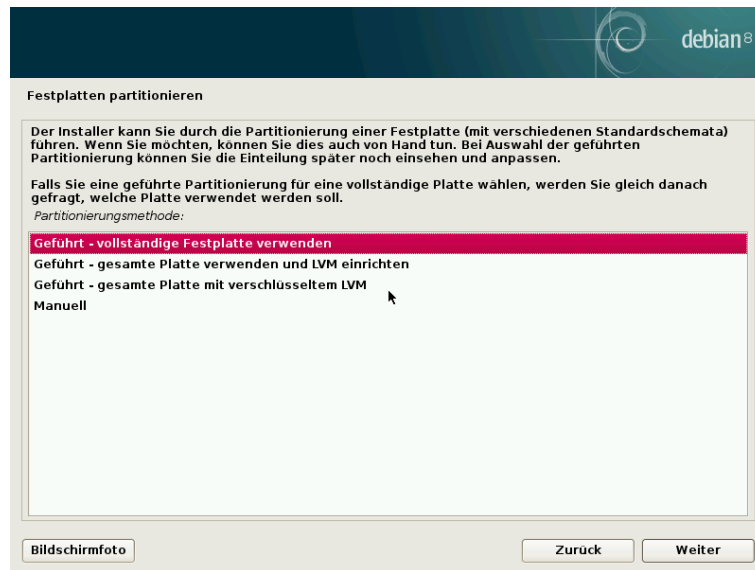 debian 8
Festplatten partitionieren
Der Installer kann Sie durch die Partitionierung einer Festplatte (mit verschiedenen Standardschemata)
führen. Wenn Sie möchten, können Sie dies auch von Hand tun. Bei Auswahl der geführten
Partitionierung können Sie die Einteilung später noch einsehen und anpassen.
Falls Sie eine geführte Partitionierung für eine vollständige Platte wählen, werden Sie gleich danach
gefragt, welche Platte verwendet werden soll.
Partitionierungsmethode:
Geführt - vollständige Festplatte verwenden
Geführt - gesamte Platte verwenden und LVM einrichten
Geführt - gesamte Platte mit verschlüsseltem LVM
Manuell
Bildschirmfoto
Zurück
Weiter